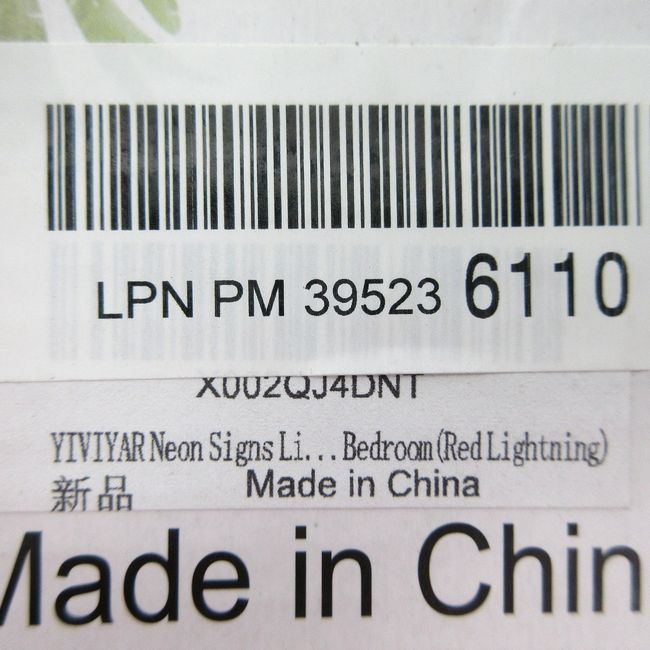 LPN PM 39523 6110
X002QJ4DNT
YIVIYAR Neon Signs Li... Bedroom(Red Lightning)
新品
Made in China
Made in Chin